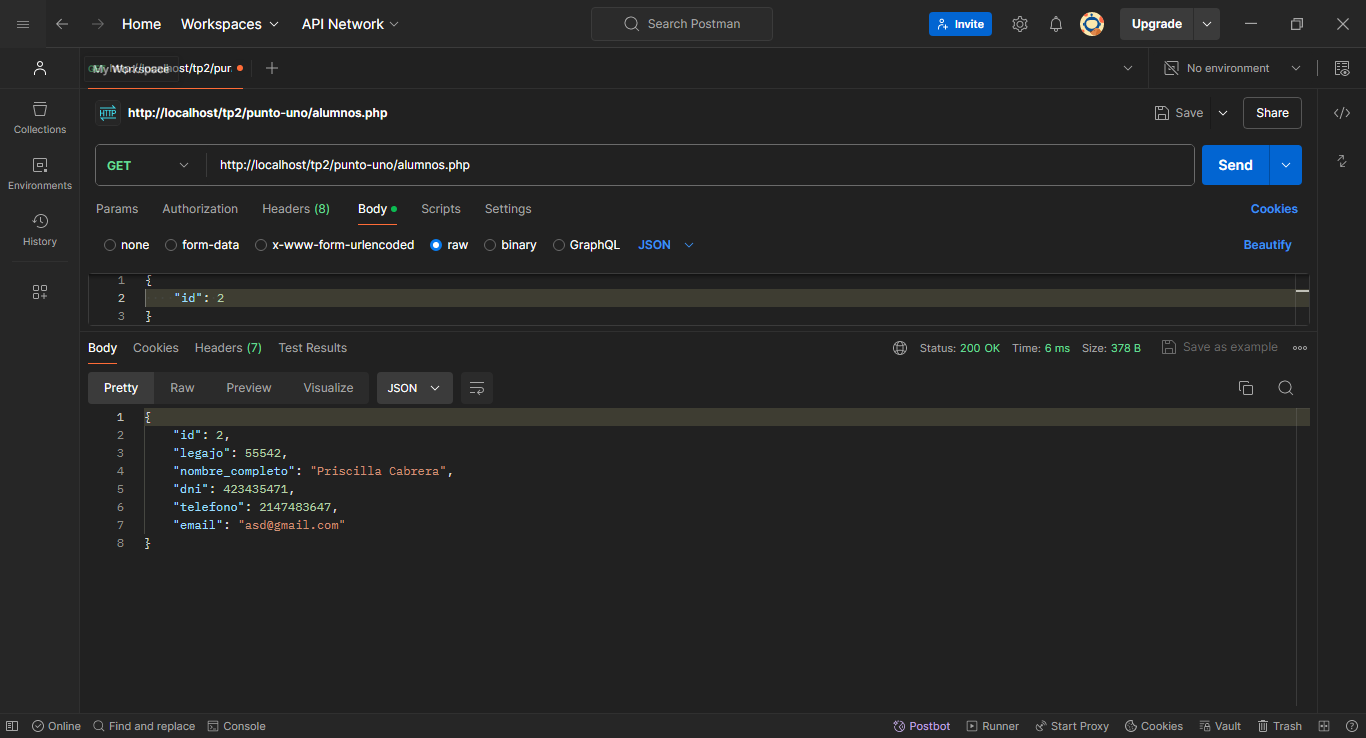 Home Workspaces API Network Search Postman Invite Upgrade
My Workspace st/tp2/pur No environment
http://localhost/tp2/punto-uno/alumnos.php Save Share
GET http://localhost/tp2/punto-uno/alumnos.php Send
Params Authorization Headers (8) Body Scripts Settings Cookies
none form-data x-www-form-urlencoded raw binary GraphQL JSON Beautify
1 {
2 "id": 2
3 }
Collections
Environments
History
Body Cookies Headers (7) Test Results Status: 200 OK Time: 6 ms Size: 378 B Save as example
Pretty Raw Preview Visualize JSON
1 {
2 "id": 2,
3 "legajo": 55542,
4 "nombre_completo": "Priscilla Cabrera",
5 "dni": 423435471,
6 "telefono": 2147483647,
7 "email": "asd@gmail.com"
8 }
Online Find and replace Console Postbot Runner Start Proxy Cookies Vault Trash